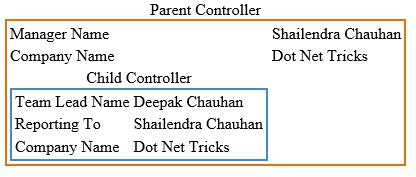 Parent Controller
Manager Name Shailendra Chauhan
Company Name Dot Net Tricks
Child Controller
Team Lead Name Deepak Chauhan
Reporting To Shailendra Chauhan
Company Name Dot Net Tricks